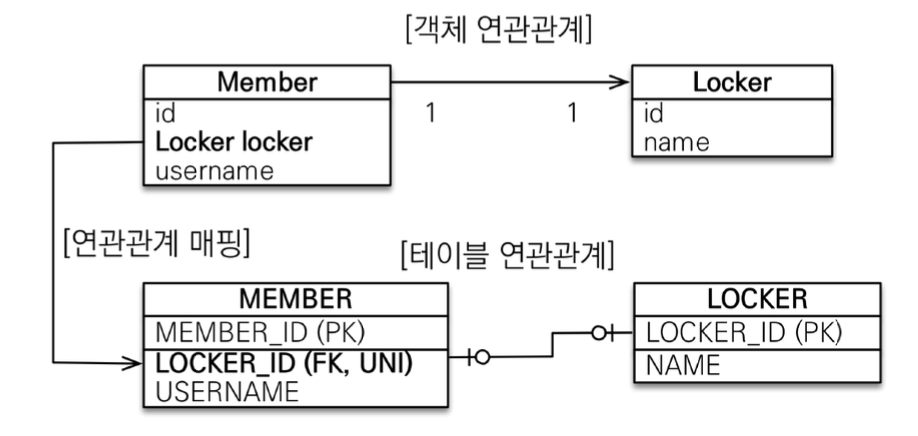 [객체 연관관계]
Member
id
Locker locker
username
1
1
Locker
id
name
[연관관계 매핑]
[테이블 연관관계]
MEMBER
MEMBER_ID (PK)
LOCKER_ID (FK, UNI)
USERNAME
LOCKER
LOCKER_ID (PK)
NAME